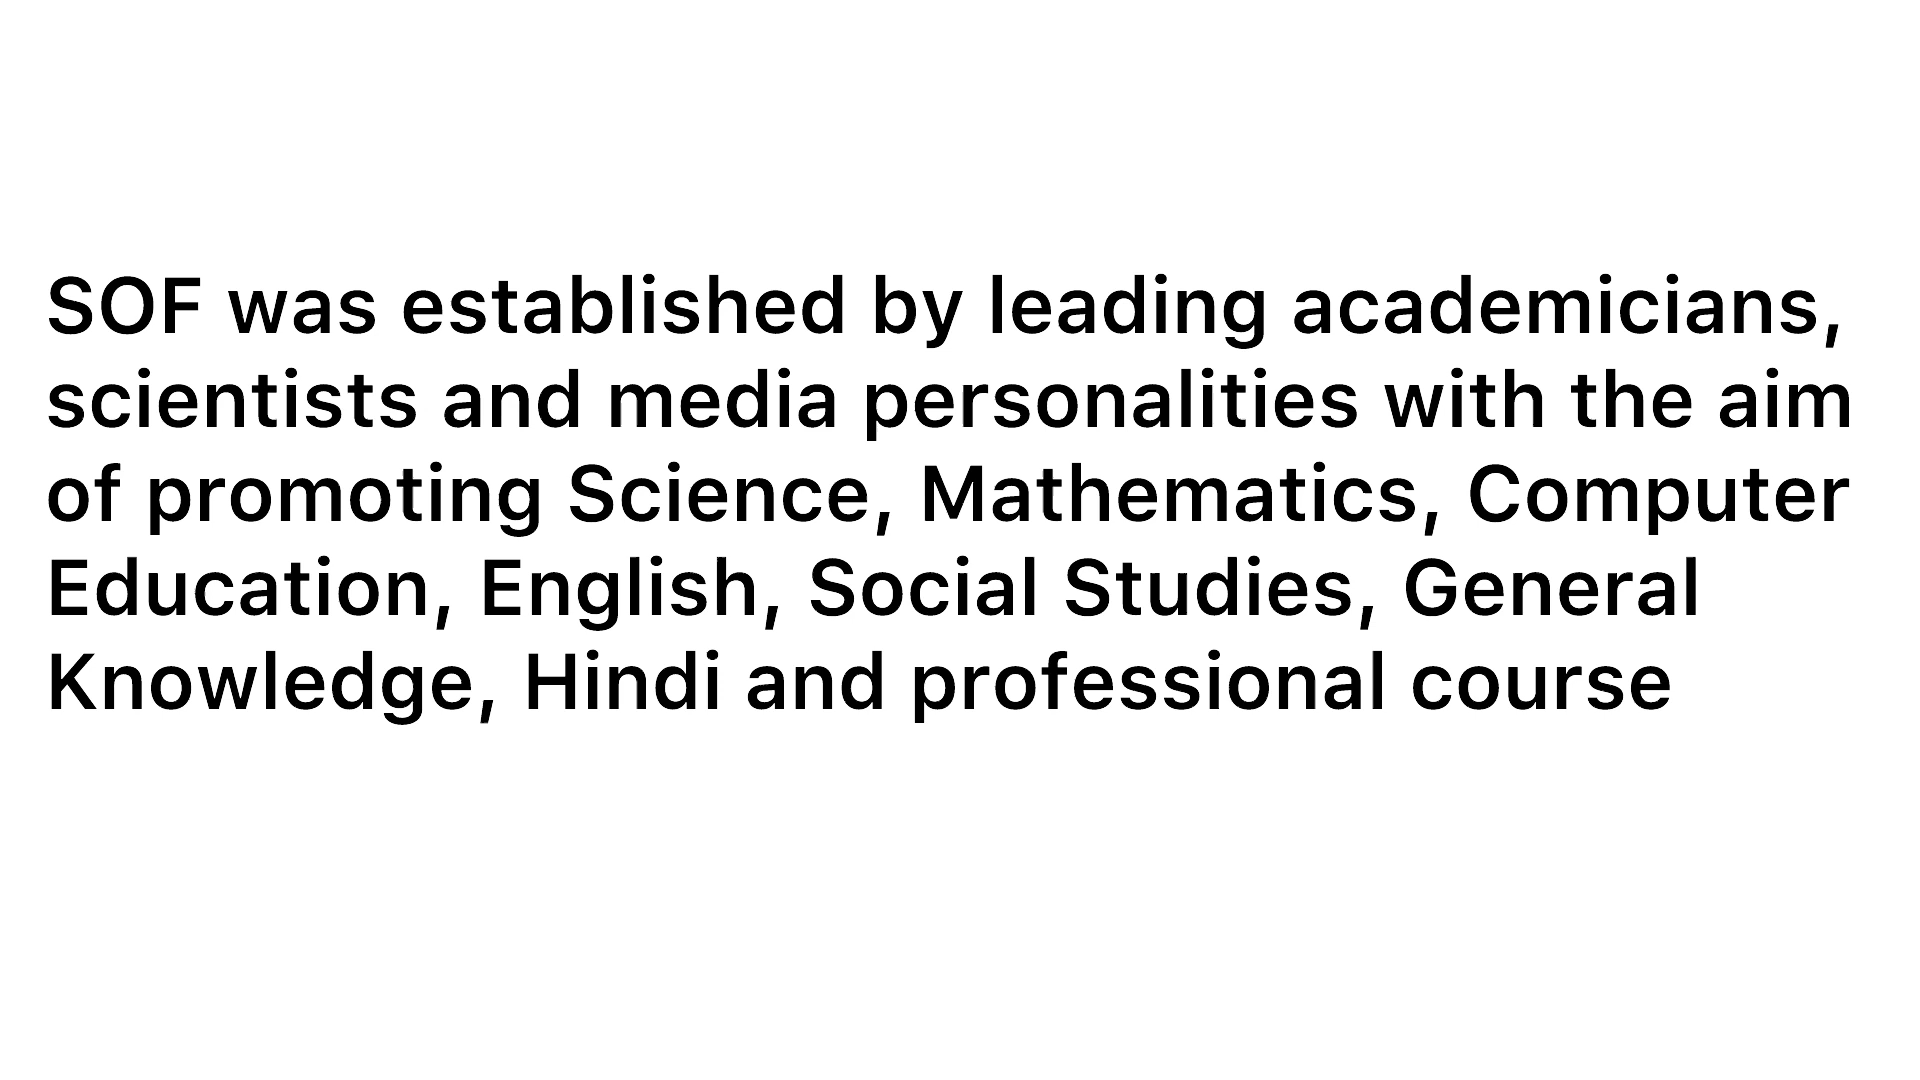 SOF was established by leading academicians,
scientists and media personalities with the aim
of promoting Science, Mathematics, Computer
Education, English, Social Studies, General
Knowledge, Hindi and professional course